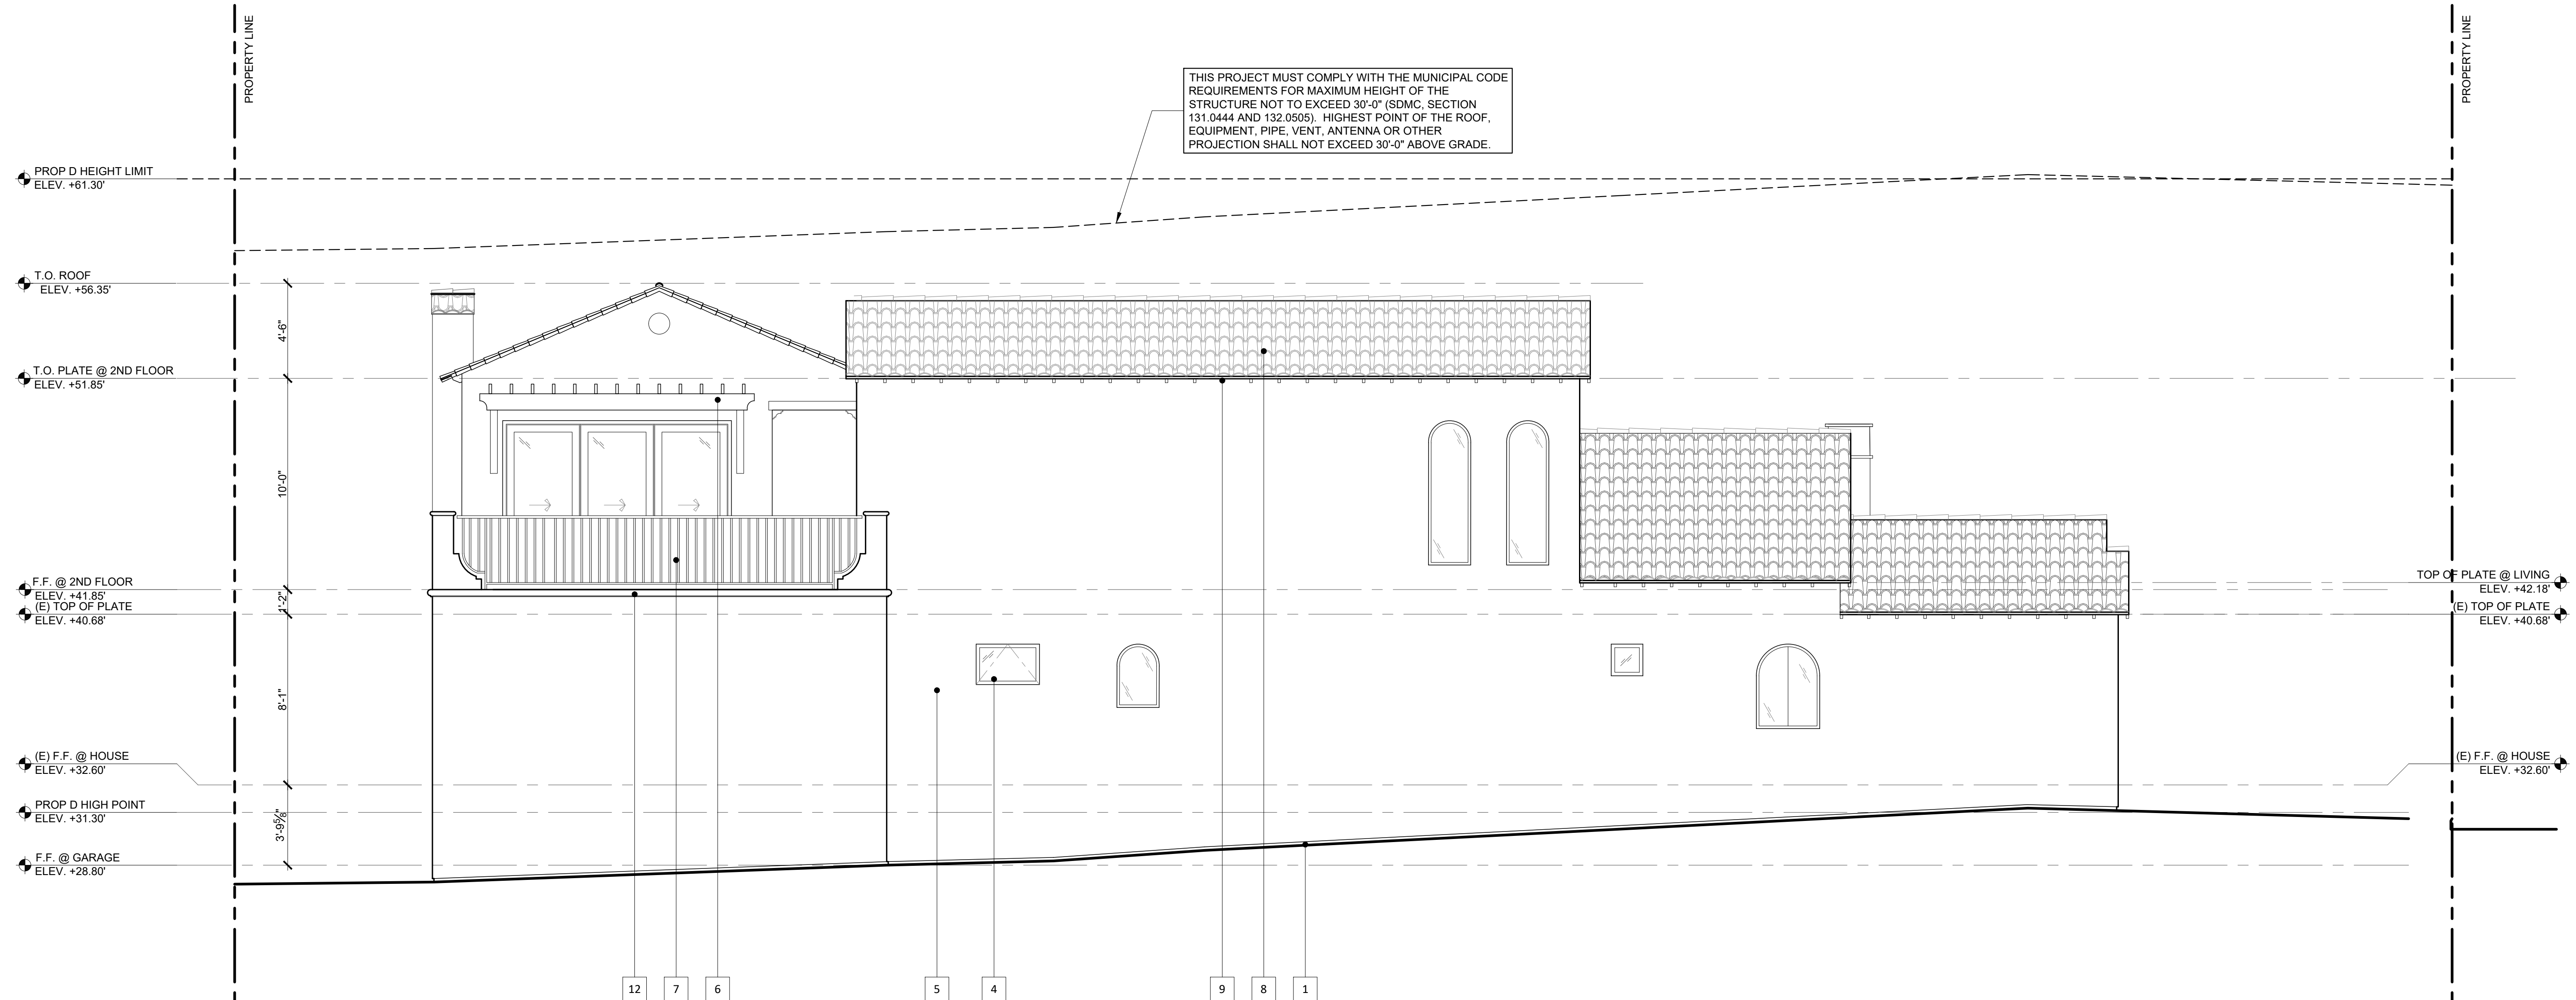 PROPERTY LINE
PROPERTY LINE
THIS PROJECT MUST COMPLY WITH THE MUNICIPAL CODE
REQUIREMENTS FOR MAXIMUM HEIGHT OF THE
STRUCTURE NOT TO EXCEED 30'-0" (SDMC, SECTION
131.0444 AND 132.0505). HIGHEST POINT OF THE ROOF,
EQUIPMENT, PIPE, VENT, ANTENNA OR OTHER
PROJECTION SHALL NOT EXCEED 30'-0" ABOVE GRADE.
PROP D HEIGHT LIMIT
ELEV. +61.30'
T.O. ROOF
ELEV. +56.35'
4'-6"
T.O. PLATE @ 2ND FLOOR
ELEV. +51.85'
10'-0"
F.F. @ 2ND FLOOR
ELEV. +41.85'
1'-2"
(E) TOP OF PLATE
ELEV. +40.68'
8'-1"
(E) F.F. @ HOUSE
ELEV. +32.60'
PROP D HIGH POINT
ELEV. +31.30'
3'-9⅝"
F.F. @ GARAGE
ELEV. +28.80'
TOP OF PLATE @ LIVING
ELEV. +42.18'
(E) TOP OF PLATE
ELEV. +40.68'
(E) F.F. @ HOUSE
ELEV. +32.60'
12
7
6
5
4
9
8
1